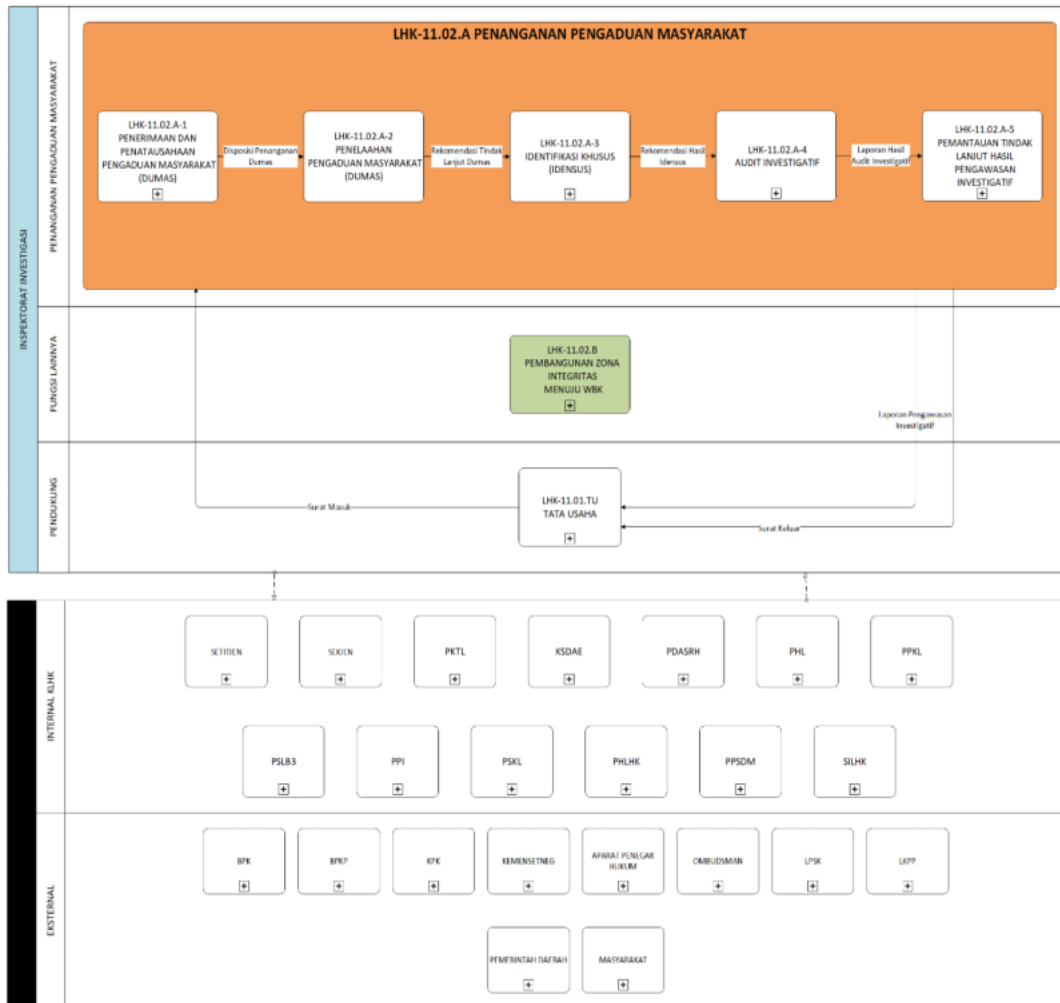 LHK-11.02.A PENANGANAN PENGADUAN MASYARAKAT
INSPEKTORAT INVESTIGASI
PENANGANAN PENGADUAN MASYARAKAT
LHK-11.02.A-1
PENERIMAAN DAN
PENATAUSAHAAN
PENGADUAN MASYARAKAT
(DUMAS)
Disposisi Penanganan
Dumas
LHK-11.02.A-2
PENELAAHAN
PENGADUAN MASYARAKAT
(DUMAS)
Rekomendasi Tindak
Lanjut Dumas
LHK-11.02.A-3
IDENTIFIKASI KHUSUS
(IDENSUS)
Rekomendasi Hasil
Idensus
LHK-11.02.A-4
AUDIT INVESTIGATIF
Laporan Hasil
Audit Investigatif
LHK-11.02.A-5
PEMANTAUAN TINDAK
LANJUT HASIL
PENGAWASAN
INVESTIGATIF
FUNGSI LAINNYA
LHK-11.02.B
PEMBANGUNAN ZONA
INTEGRITAS
MENUJU WBK
Laporan Pengawasan
Investigatif
PENDUKUNG
Surat Masuk
LHK-11.01.TU
TATA USAHA
Surat Keluar
INTERNAL KLHK
SEKJEN
PKTL
KSDAE
PDASRH
PHL
PPKL
PSLB3
PPI
PSKL
PHLHK
PPSDM
SILHK
EKSTERNAL
BPK
BPKP
KPK
KEMENSETNEG
APARAT PENEGAK
HUKUM
OMBUDSMAN
LPSK
LKPP
PEMERINTAH DAERAH
MASYARAKAT